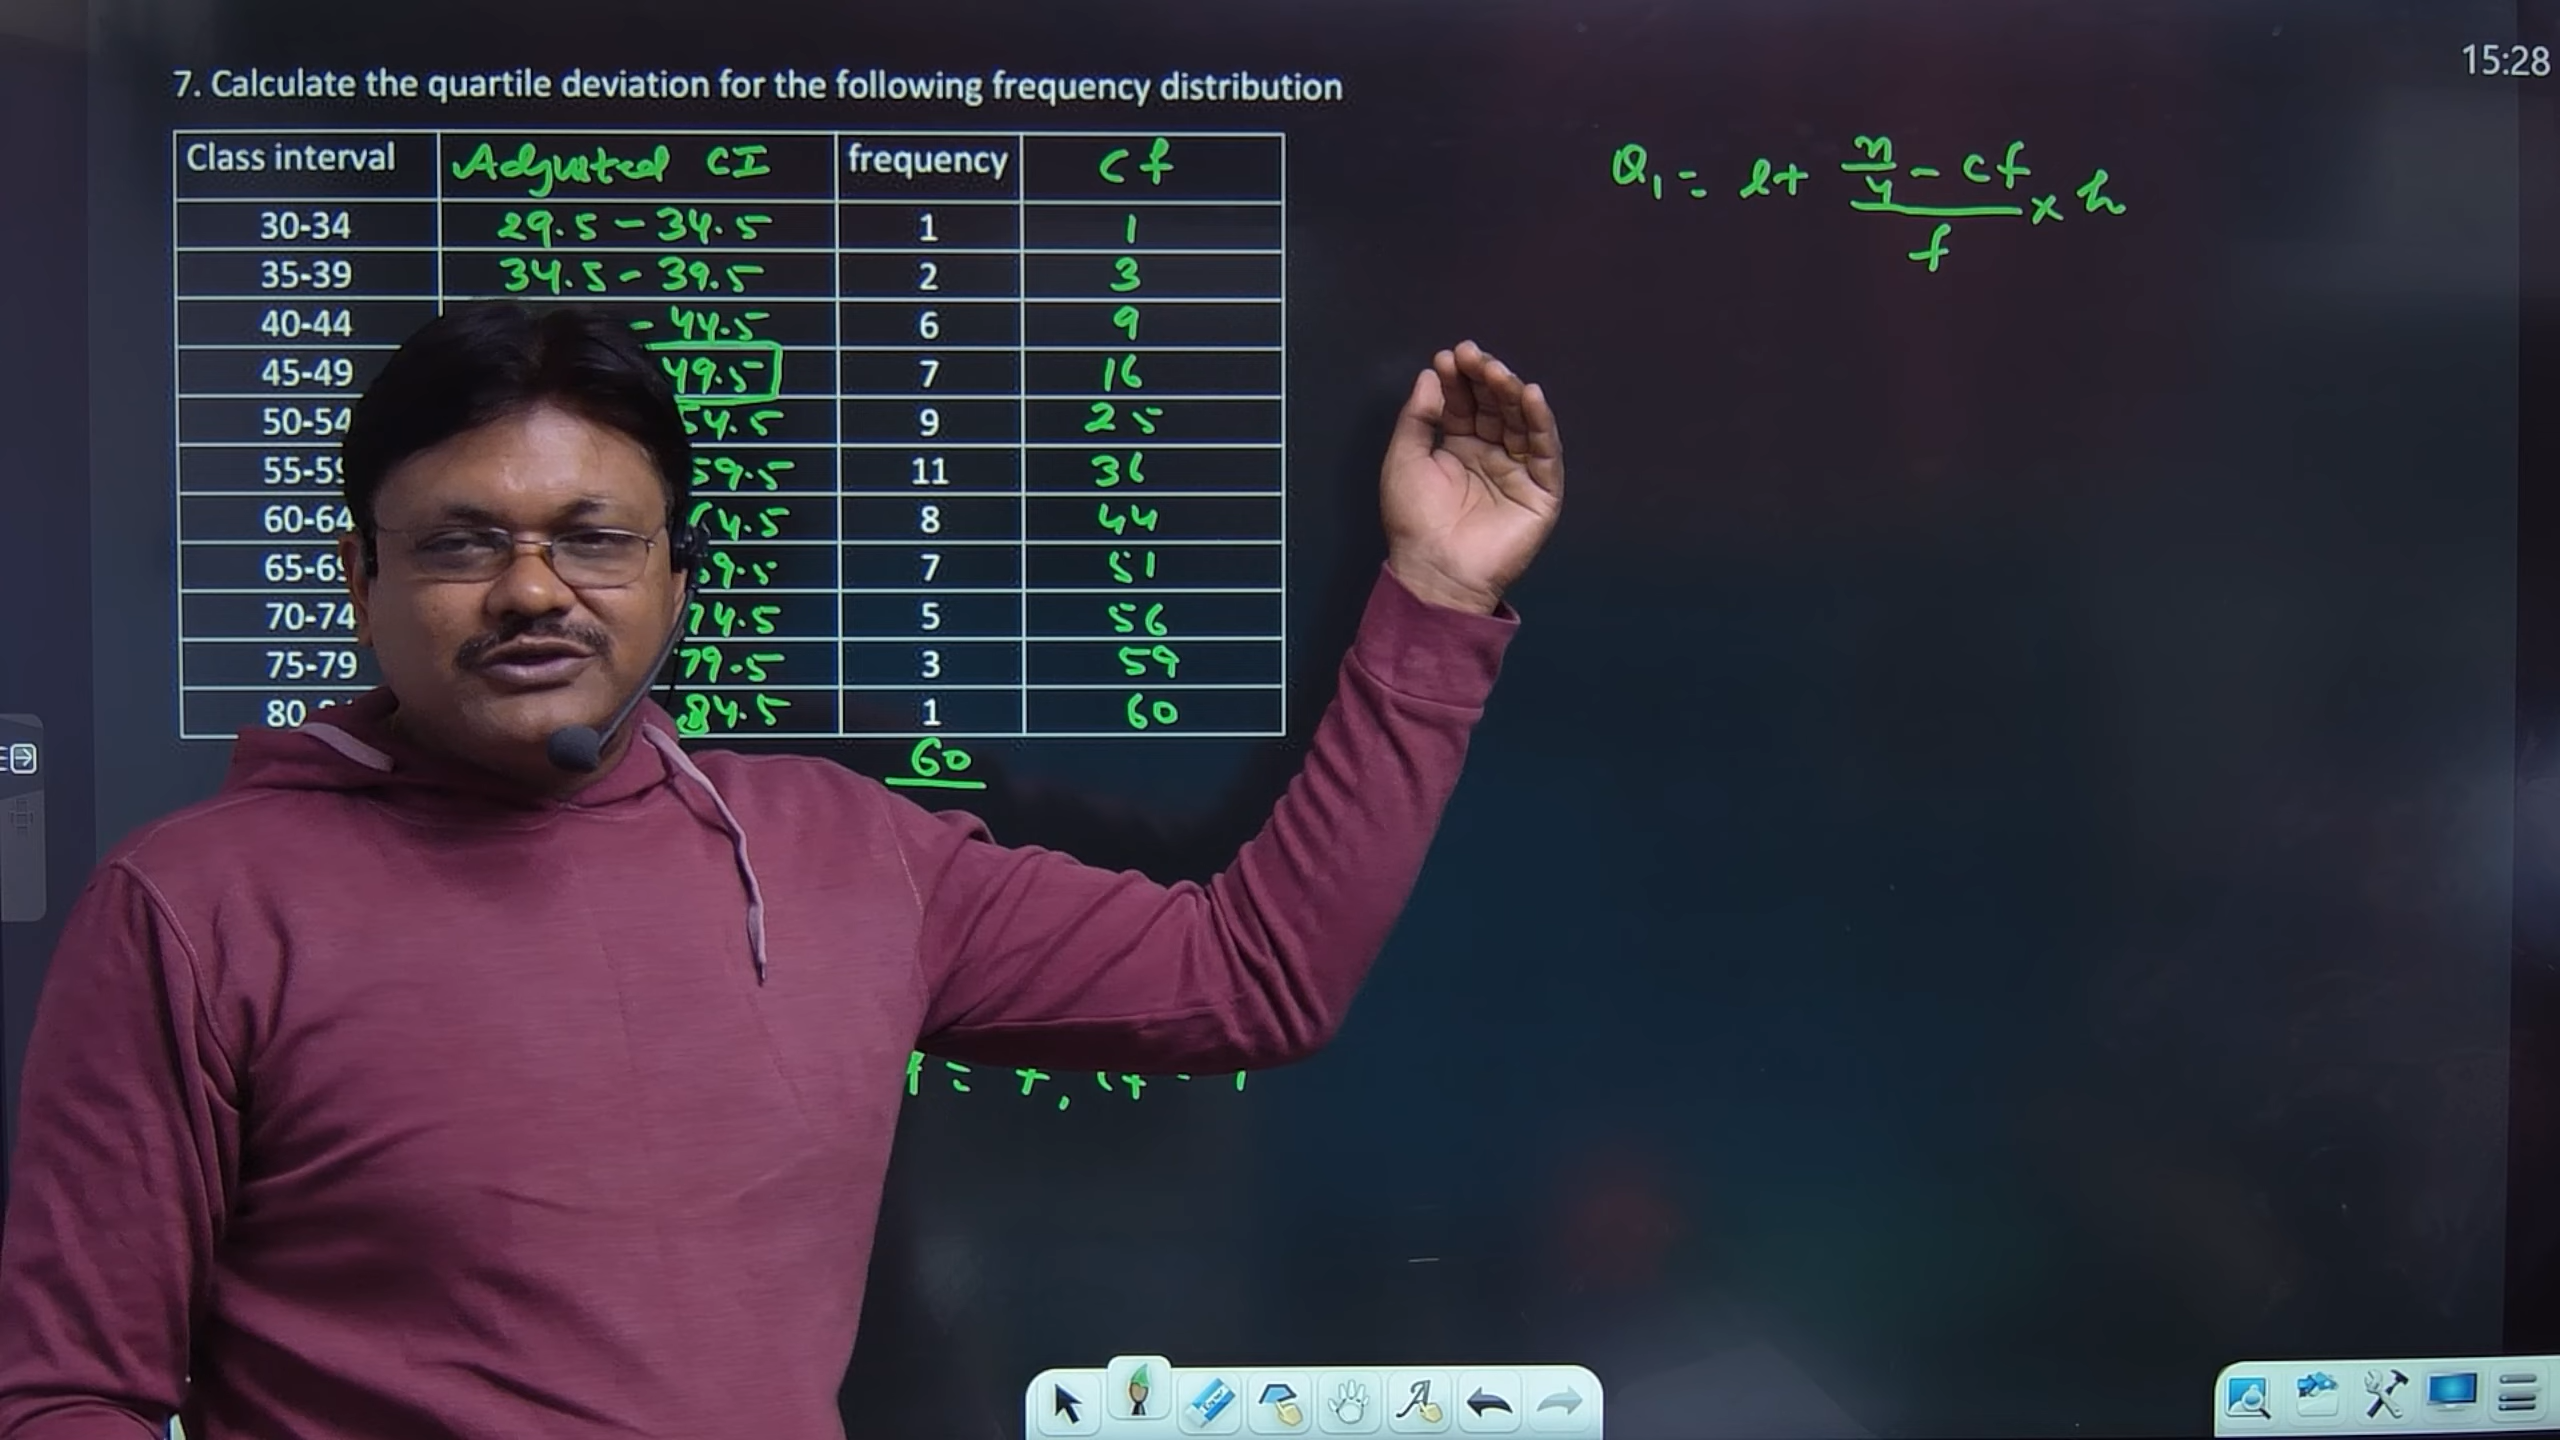 15:28
7. Calculate the quartile deviation for the following frequency distribution
Class interval Adjusted CI frequency cf
30-34 29.5 - 34.5 1 1
35-39 34.5 - 39.5 2 3
40-44 - 44.5 6 9
45-49 49.5 7 16
50-54 54.5 9 25
55-59 59.5 11 36
60-64 64.5 8 44
65-69 69.5 7 51
70-74 74.5 5 56
75-79 79.5 3 59
80 84.5 1 60
60
Q₁ = l + (n/4 - cf)/f × h